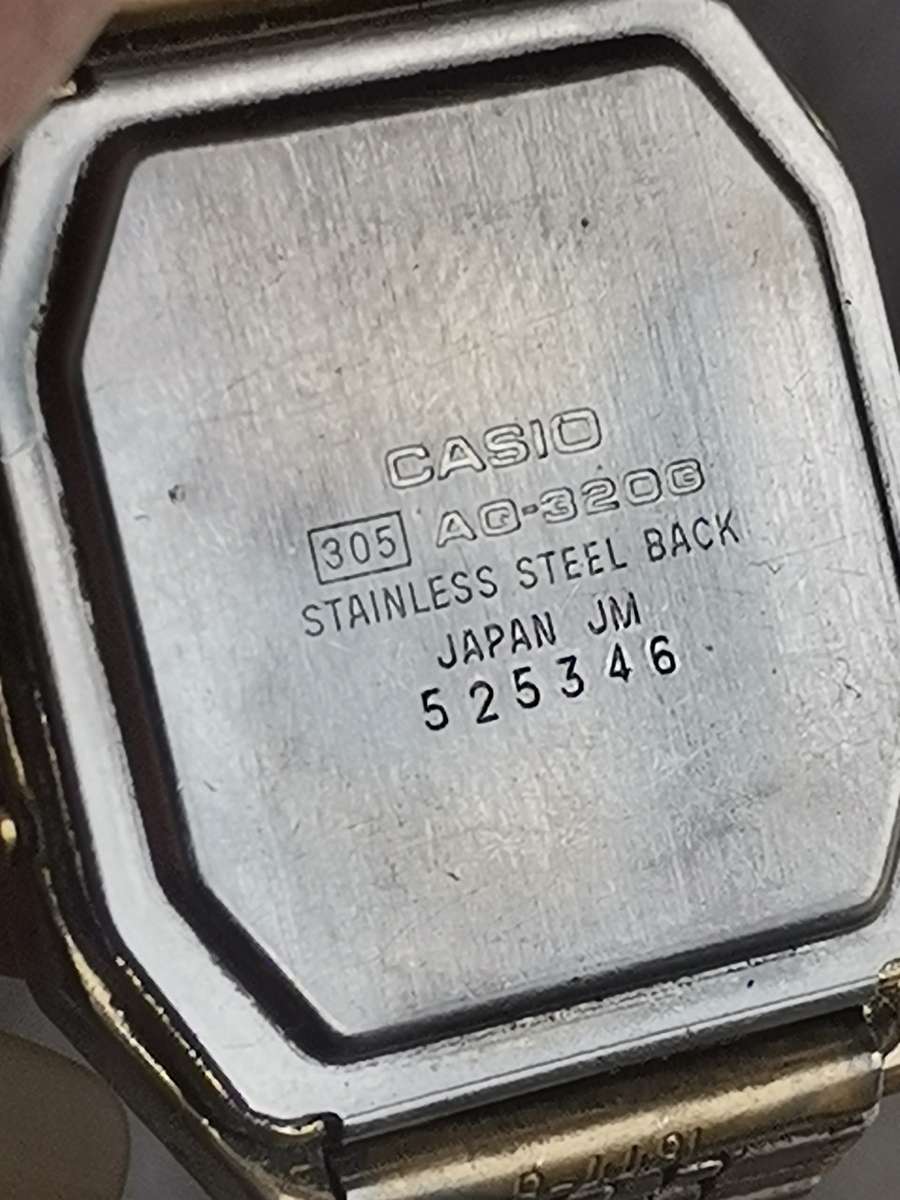 CASIO
305 AQ-320G
STAINLESS STEEL BACK
JAPAN JM
525346